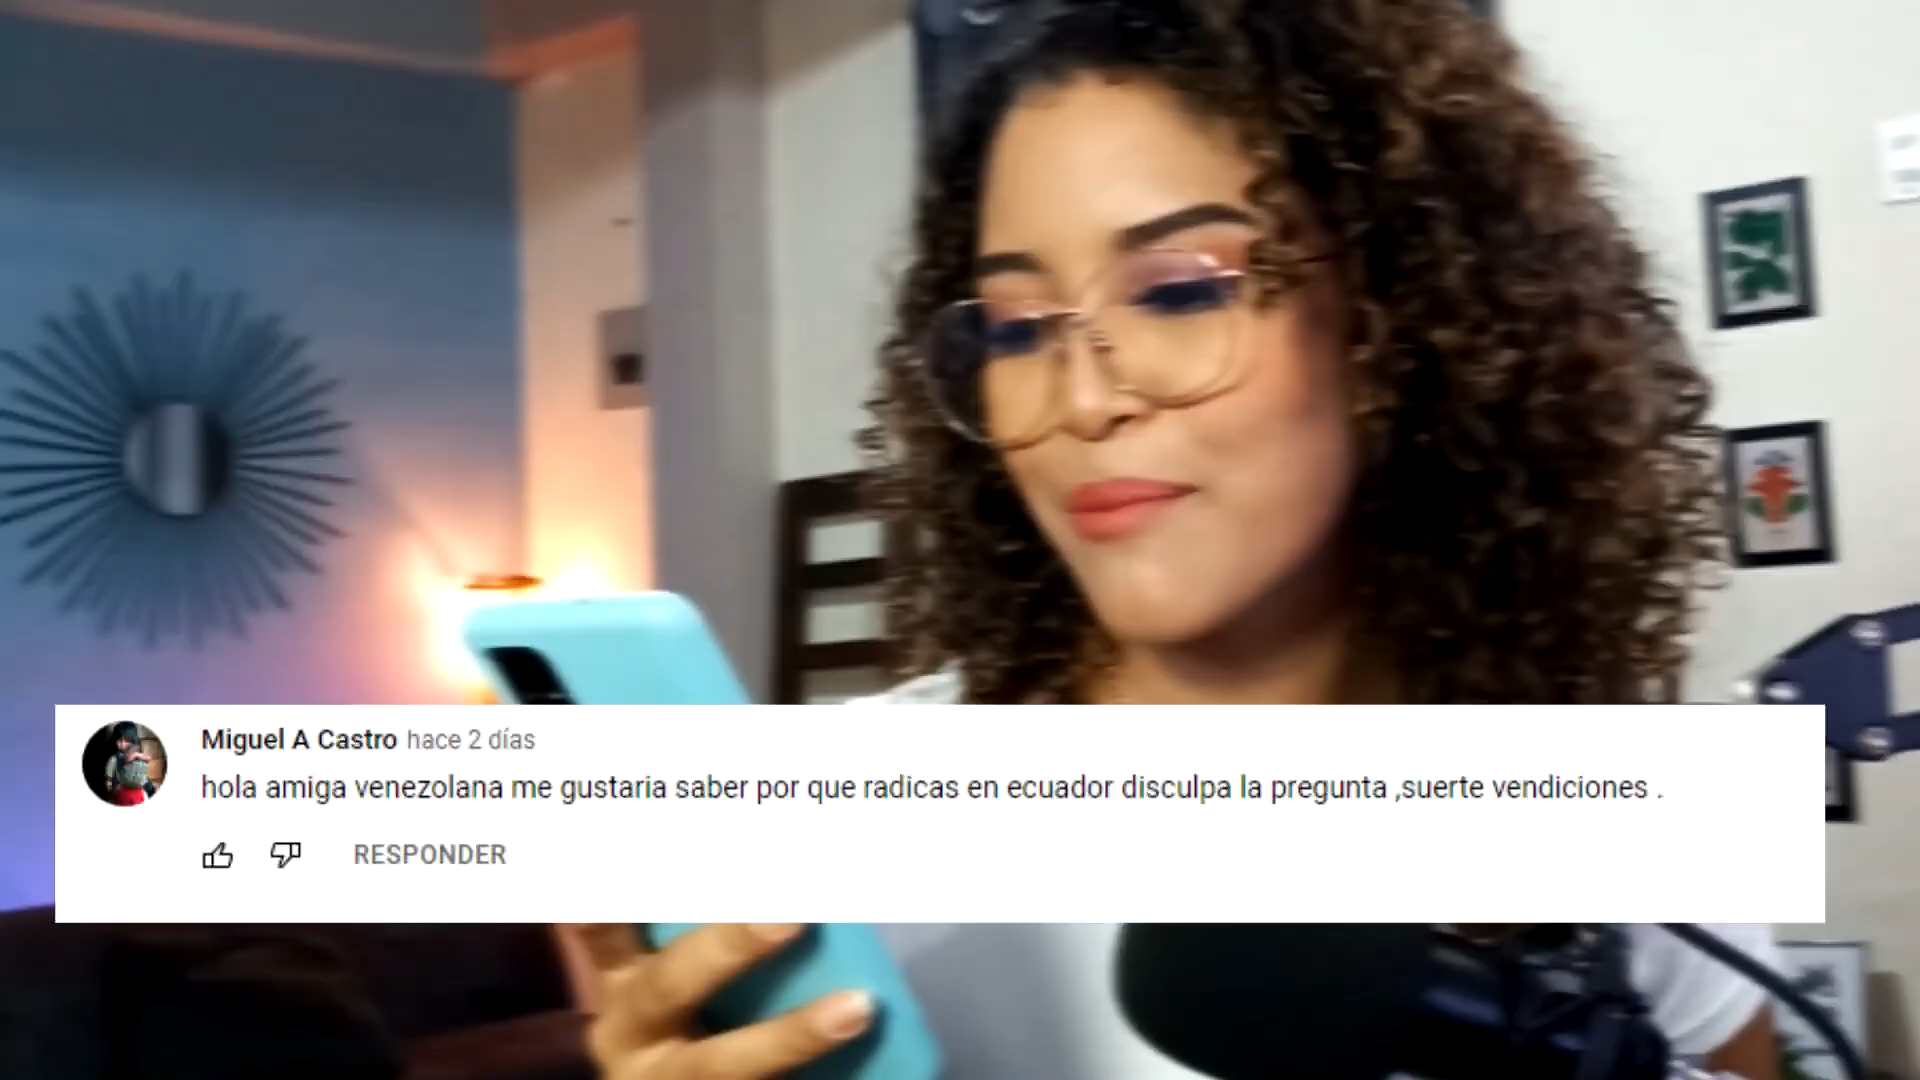 Miguel A Castro hace 2 días
hola amiga venezolana me gustaria saber por que radicas en ecuador disculpa la pregunta ,suerte vendiciones .
RESPONDER